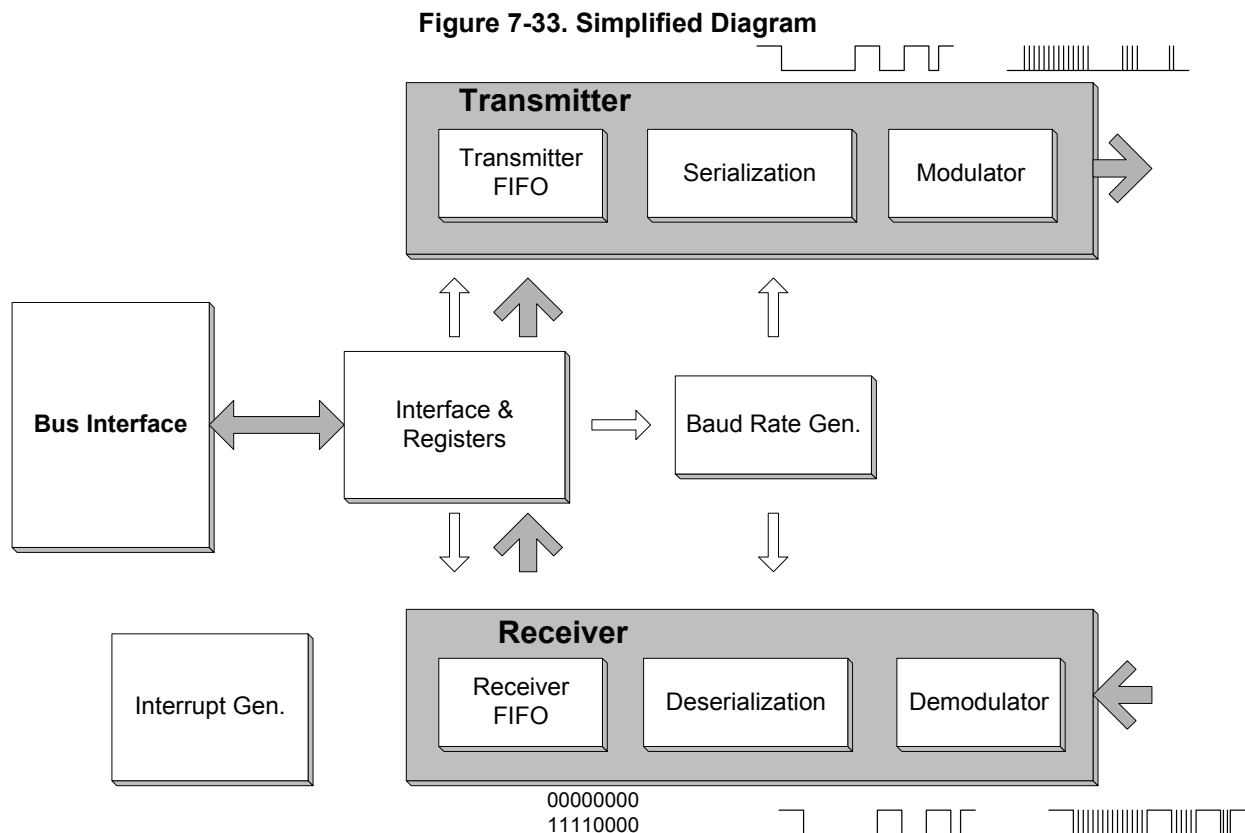 Figure 7-33. Simplified Diagram
Transmitter
Transmitter
FIFO
Serialization
Modulator
Bus Interface
Interface &
Registers
Baud Rate Gen.
Receiver
Receiver
FIFO
Deserialization
Demodulator
Interrupt Gen.
00000000
11110000